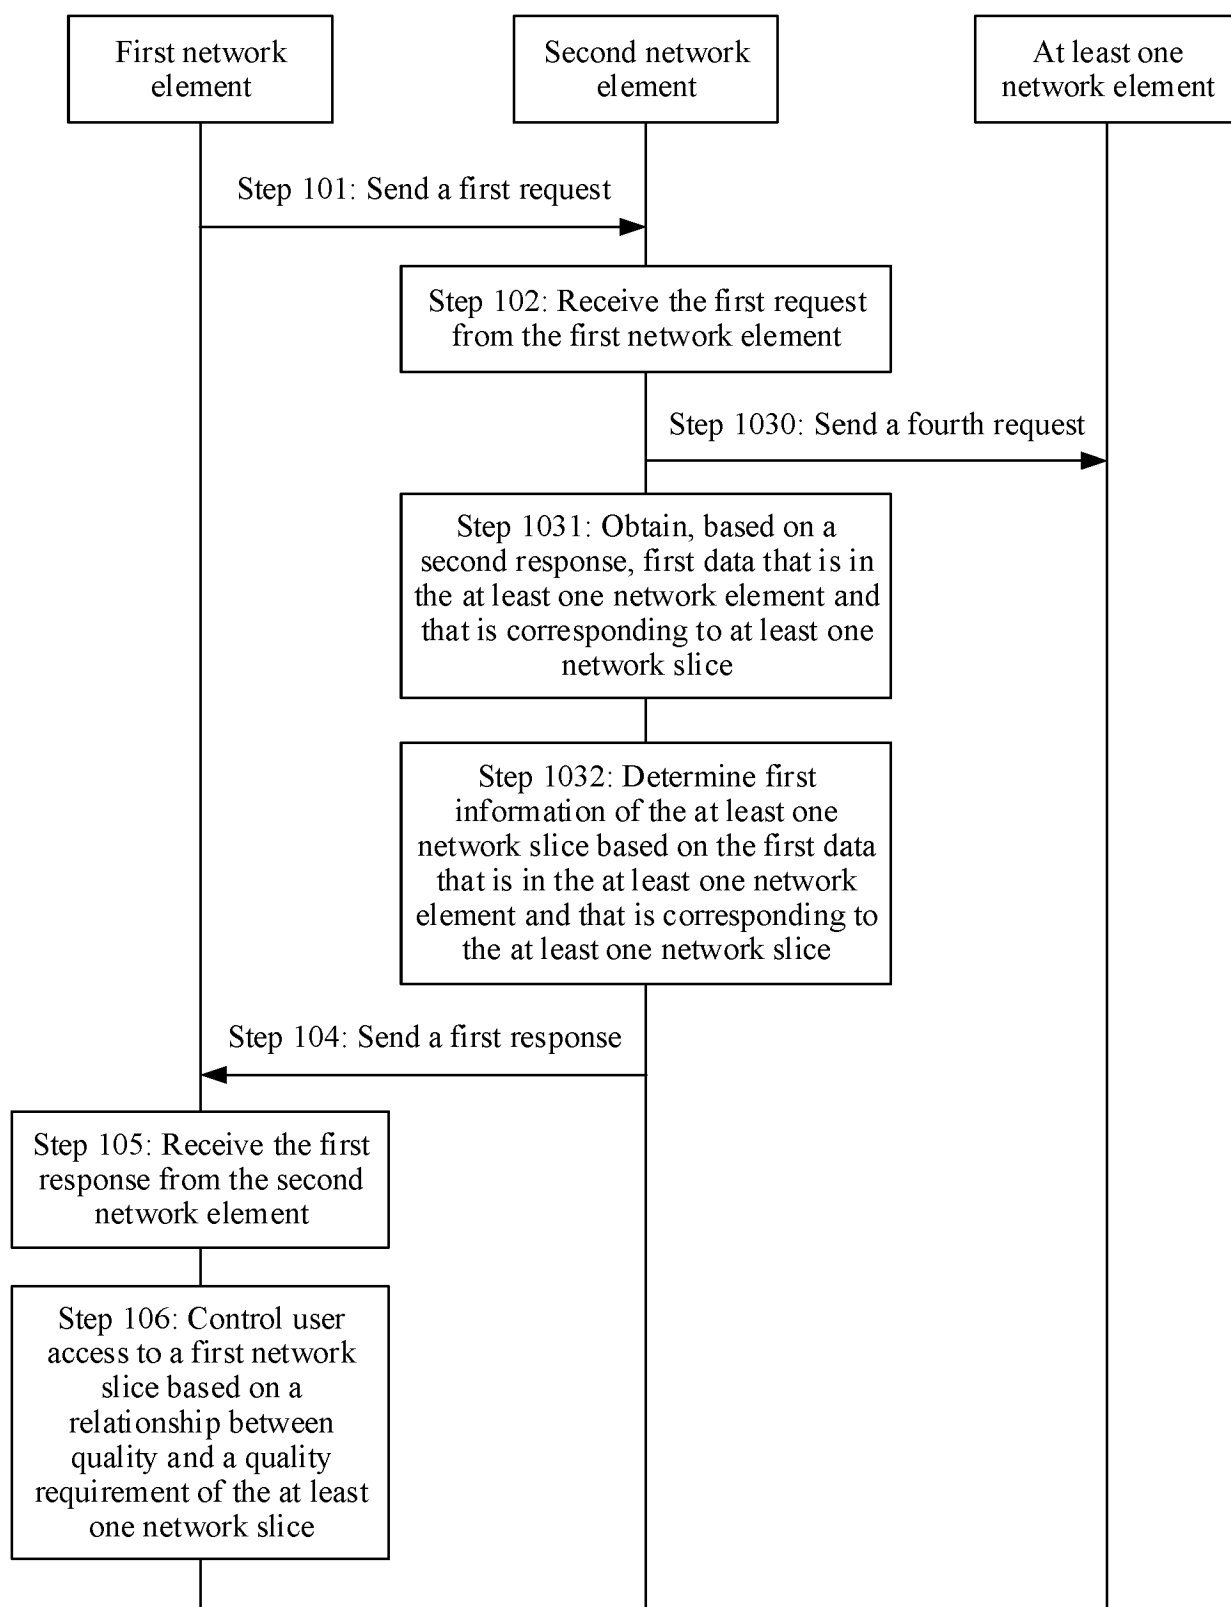 First network
element
Second network
element
At least one
network element
Step 101: Send a first request
Step 102: Receive the first request
from the first network element
Step 1030: Send a fourth request
Step 1031: Obtain, based on a
second response, first data that is in
the at least one network element and
that is corresponding to at least one
network slice
Step 1032: Determine first
information of the at least one
network slice based on the first data
that is in the at least one network
element and that is corresponding to
the at least one network slice
Step 104: Send a first response
Step 105: Receive the first
response from the second
network element
Step 106: Control user
access to a first network
slice based on a
relationship between
quality and a quality
requirement of the at least
one network slice